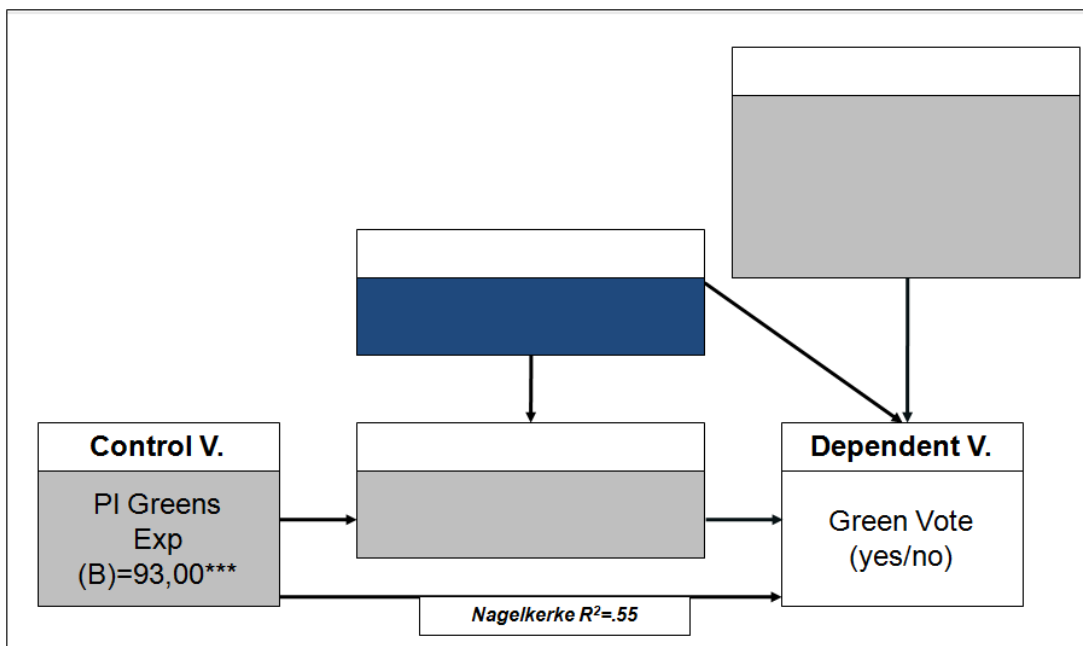 Control V.
PI Greens
Exp
(B)=93,00***
Nagelkerke R²=.55
Dependent V.
Green Vote
(yes/no)